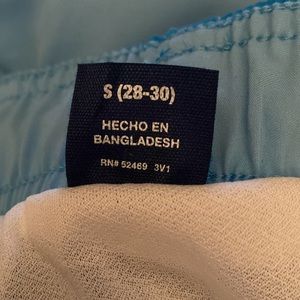 S (28-30)
HECHO EN
BANGLADESH
RN# 52469 3V1